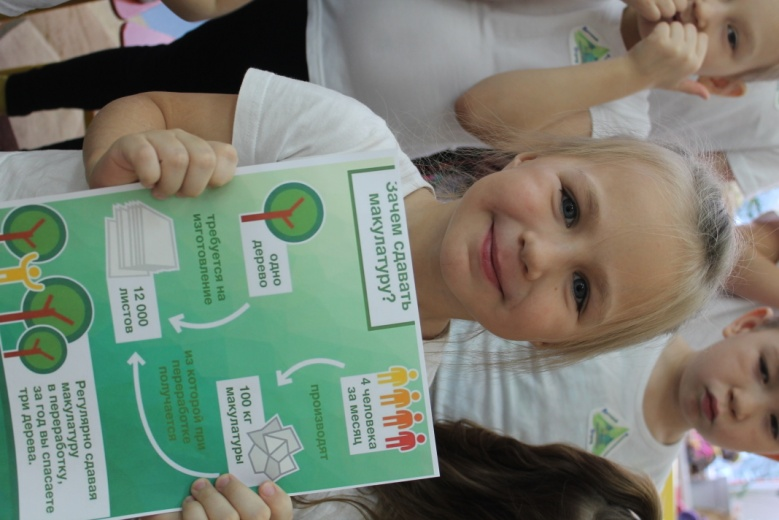 Зачем сдавать
макулатуру?
одно
дерево
требуется на
изготовление
12 000
листов
4 человека
за месяц
производят
100 кг
макулатуры
из которой при
переработке
получается
Регулярно сдавая
макулатуру
в переработку,
за год вы спасаете
три дерева.